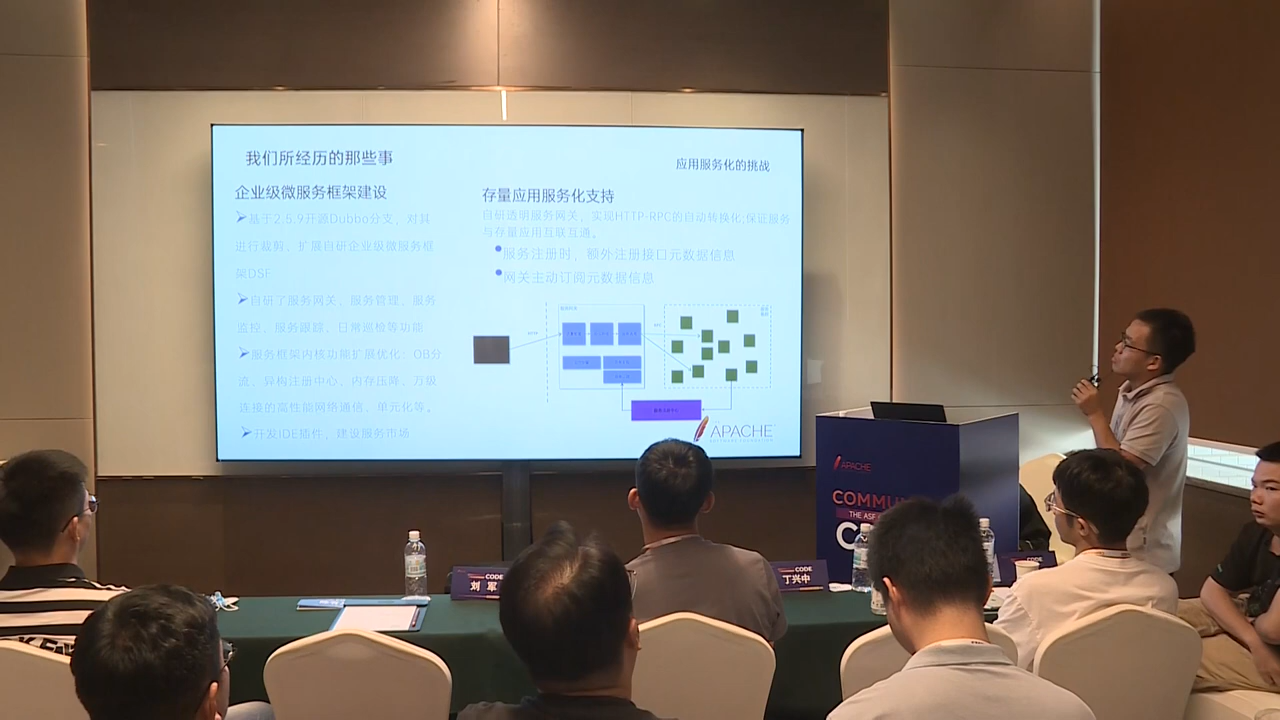 我们所经历的那些事
应用服务化的挑战
企业级微服务框架建设
➢基于2.5.9开源Dubbo分支、对其
进行裁剪、扩展自研企业级微服务框
架DSF
➢自研了服务网关、服务管理、服务
监控、服务跟踪、日常巡检等功能
➢服务框架内核功能扩展优化：OB分
流、异构注册中心、内存压降、万级
连接的高性能网络通信、单元化等。
➢开发IDE插件，建设服务市场
存量应用服务化支持
自研透明服务网关，实现HTTP-RPC的自动转换化;保证服务
与存量应用互联互通。
•服务注册时，额外注册接口元数据信息
•网关主动订阅元数据信息
APACHE
APACHE
COMMU
THE ASF
C
CODE
刘 军
CODE
丁兴中
CODE